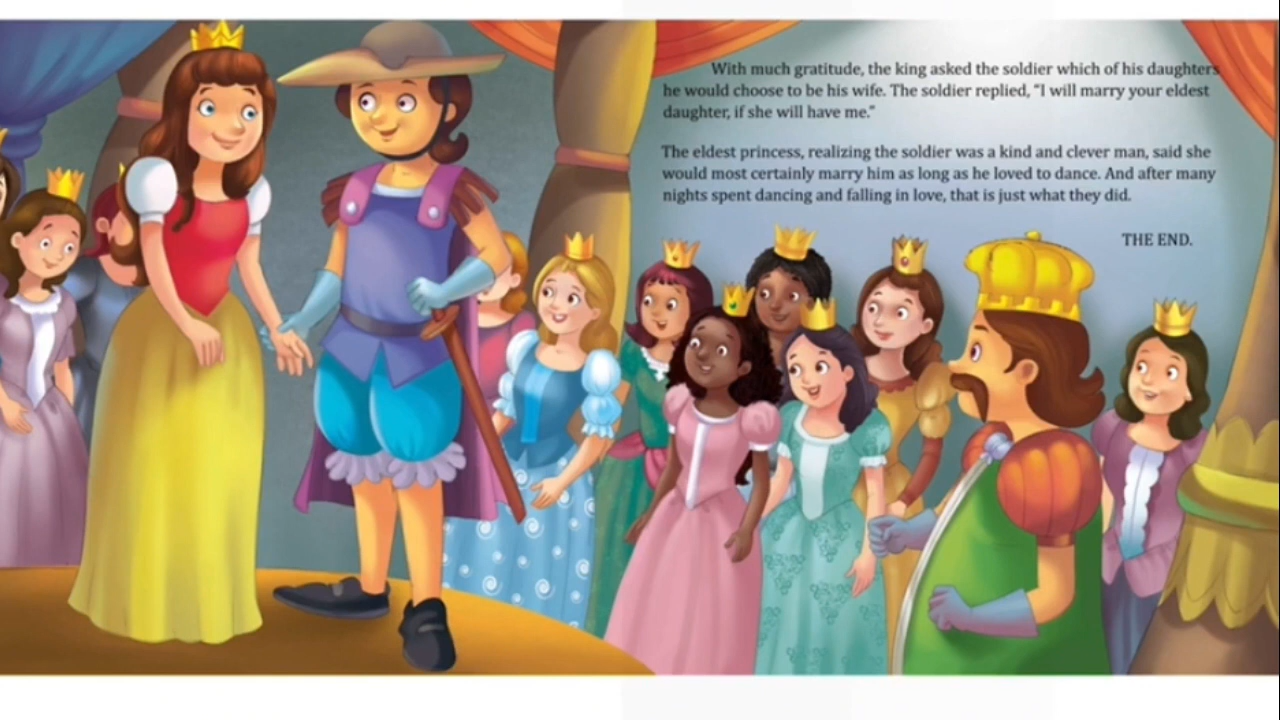 With much gratitude, the king asked the soldier which of his daughters
he would choose to be his wife. The soldier replied, “I will marry your eldest
daughter, if she will have me.”
The eldest princess, realizing the soldier was a kind and clever man, said she
would most certainly marry him as long as he loved to dance. And after many
nights spent dancing and falling in love, that is just what they did.
THE END.